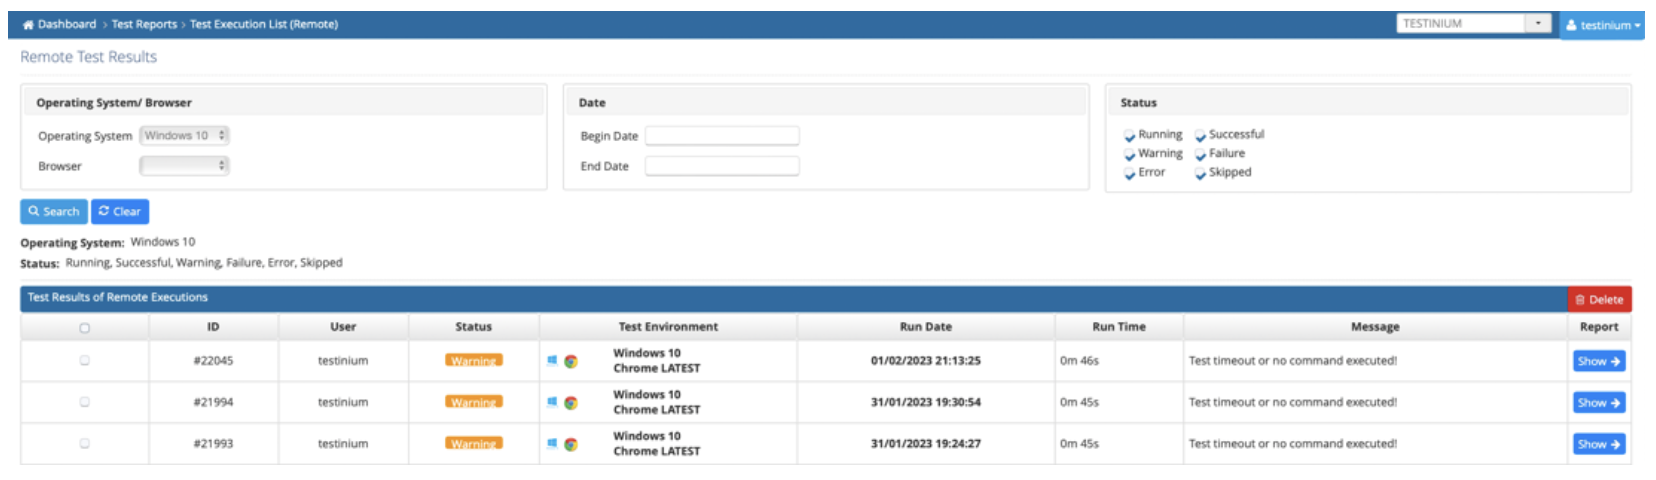 Dashboard > Test Reports > Test Execution List (Remote) TESTINIUM testinium
Remote Test Results
Operating System/ Browser Date Status
Operating System Windows 10 Begin Date Running Successful
Warning Failure
Browser End Date Error Skipped
Search Clear
Operating System: Windows 10
Status: Running, Successful, Warning, Failure, Error, Skipped
Test Results of Remote Executions Delete
ID User Status Test Environment Run Date Run Time Message Report
#22045 testinium Warning Windows 10 Chrome LATEST 01/02/2023 21:13:25 0m 46s Test timeout or no command executed! Show
#21994 testinium Warning Windows 10 Chrome LATEST 31/01/2023 19:30:54 0m 45s Test timeout or no command executed! Show
#21993 testinium Warning Windows 10 Chrome LATEST 31/01/2023 19:24:27 0m 45s Test timeout or no command executed! Show